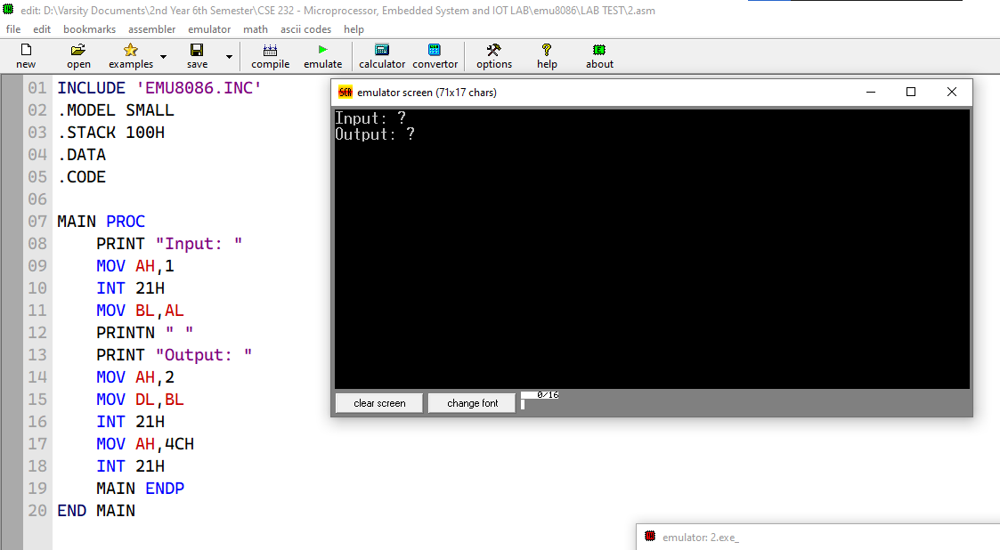 edit: D:\Varsity Documents\2nd Year 6th Semester\CSE 232 - Microprocessor, Embedded System and IOT LAB\emu8086\LAB TEST\2.asm
file edit bookmarks assembler emulator math ascii codes help
new open examples save compile emulate calculator convertor options help about
01 INCLUDE 'EMU8086.INC'
02 .MODEL SMALL
03 .STACK 100H
04 .DATA
05 .CODE
06
07 MAIN PROC
08 PRINT "Input: "
09 MOV AH,1
10 INT 21H
11 MOV BL,AL
12 PRINTN " "
13 PRINT "Output: "
14 MOV AH,2
15 MOV DL,BL
16 INT 21H
17 MOV AH,4CH
18 INT 21H
19 MAIN ENDP
20 END MAIN
SCR emulator screen (71x17 chars)
Input: ?
Output: ?
clear screen change font 0/16
emulator: 2.exe_